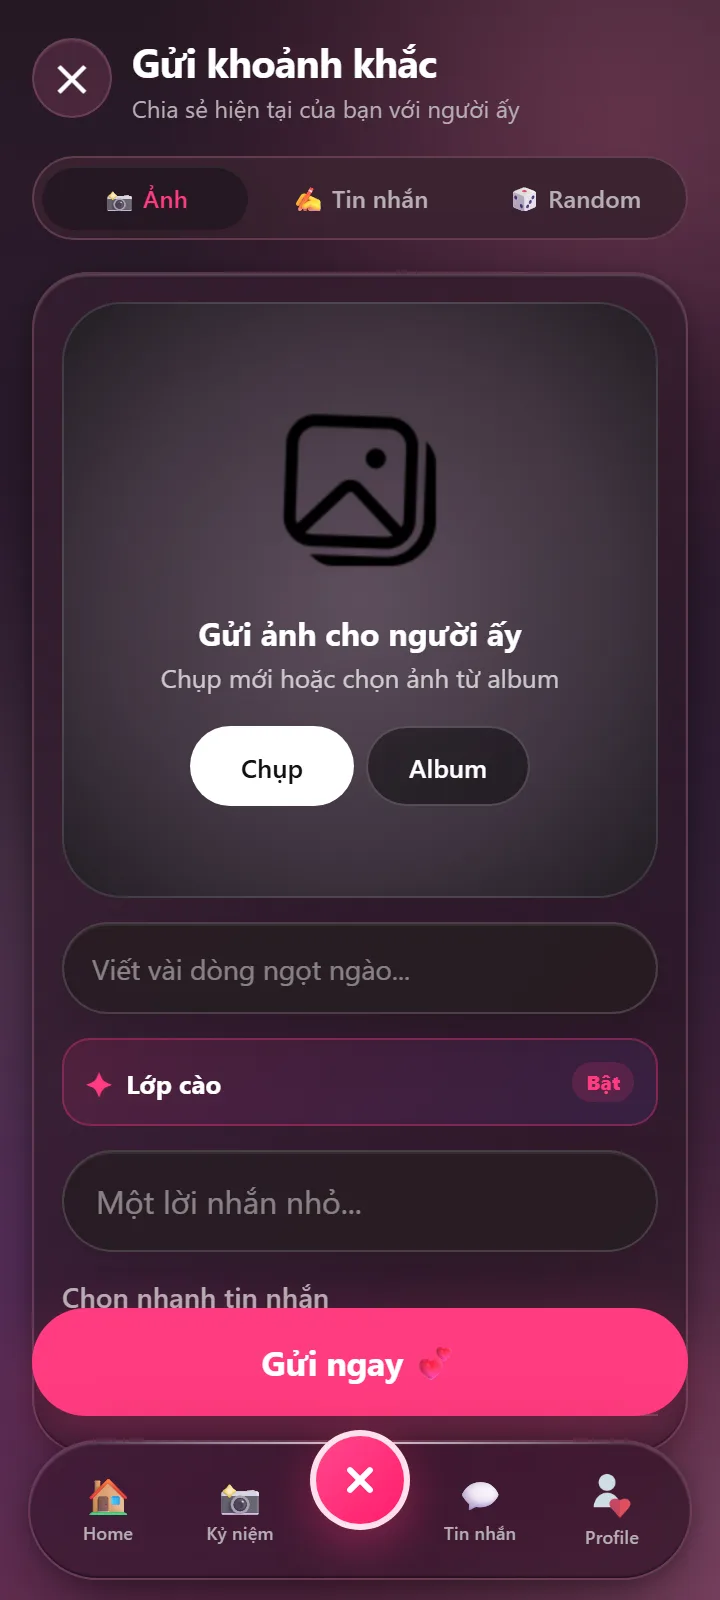 Gửi khoảnh khắc
Chia sẻ hiện tại của bạn với người ấy
📸 Ảnh
✍️ Tin nhắn
🎲 Random
Gửi ảnh cho người ấy
Chụp mới hoặc chọn ảnh từ album
Chụp
Album
Viết vài dòng ngọt ngào...
Lớp cào
Bật
Một lời nhắn nhỏ...
Chọn nhanh tin nhắn
Gửi ngay 💕
Home
Kỷ niệm
Tin nhắn
Profile